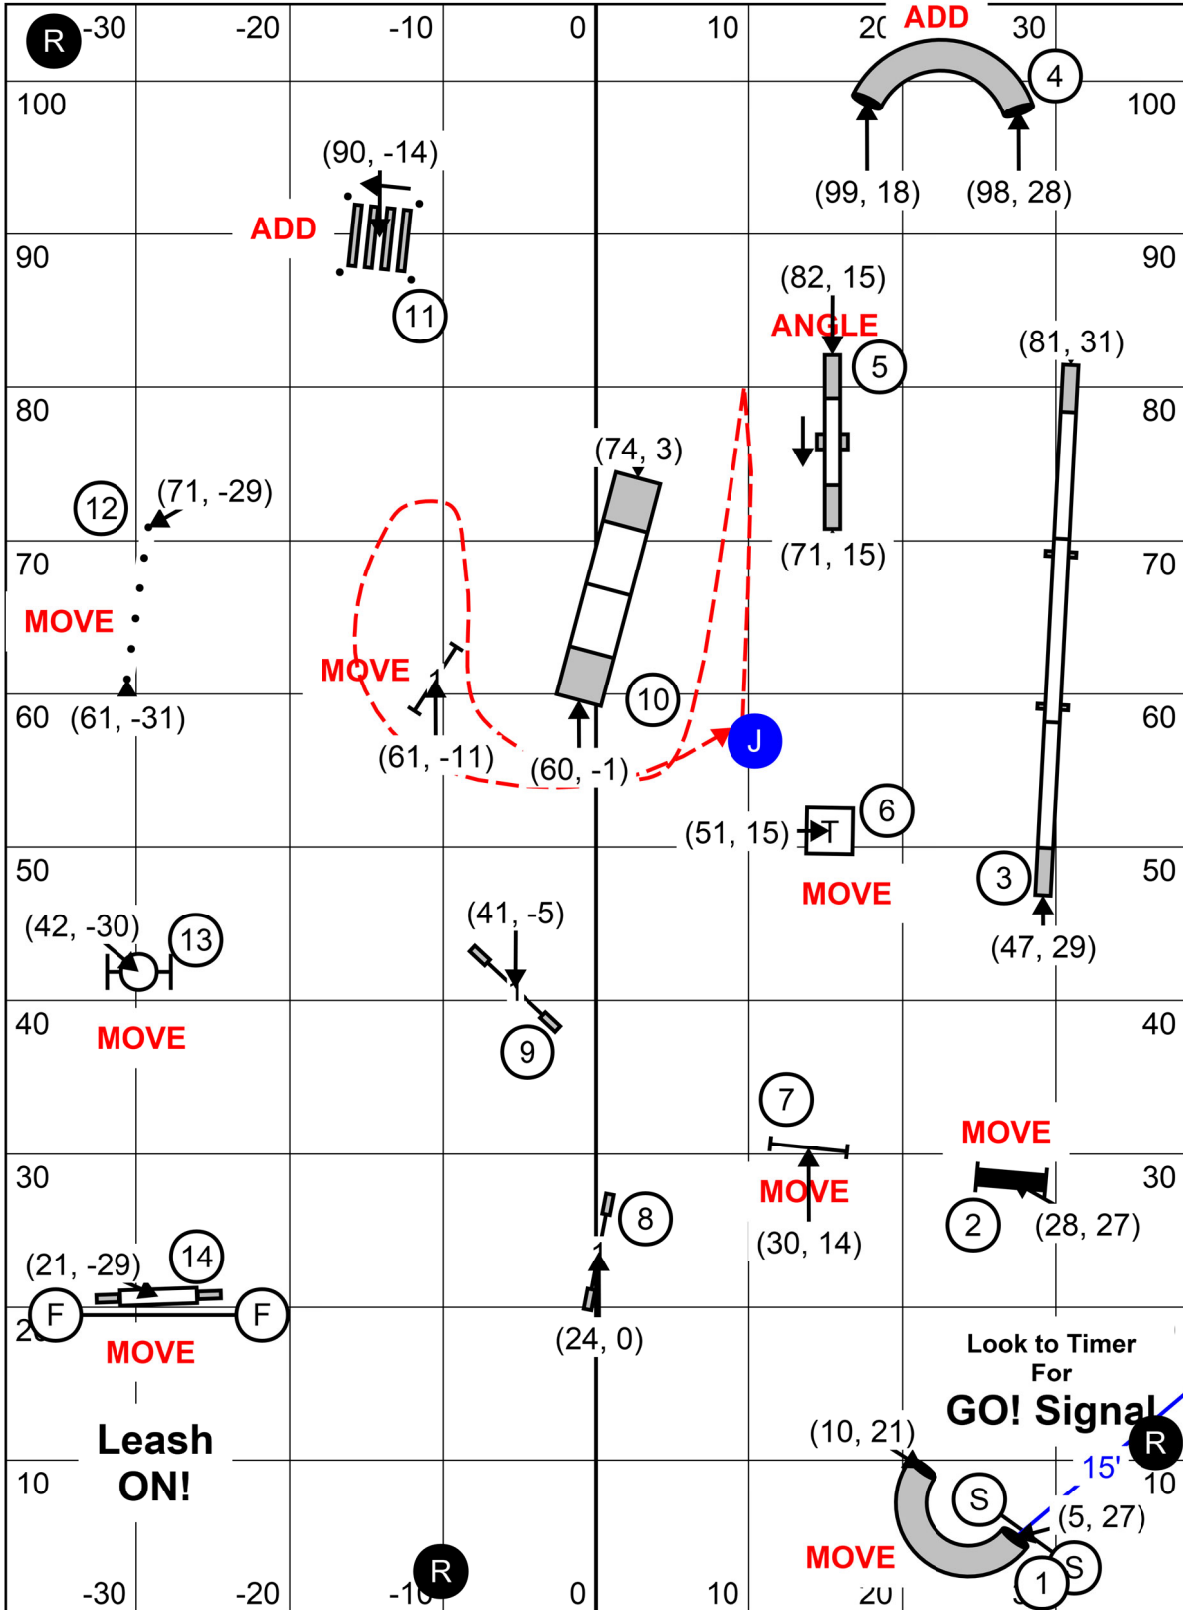 ADD
R -30 -20 -10 0 10 20 30
4
100 100
(90, -14)
(99, 18) (98, 28)
ADD
90 90
(82, 15)
11
ANGLE
(81, 31)
5
80 80
(74, 3)
12 (71, -29)
70 (71, 15) 70
MOVE
MOVE
10
60 (61, -31) 60
J
(61, -11) (60, -1)
6
(51, 15) T
50 50
3
MOVE
(42, -30) 13
(41, -5)
(47, 29)
40 40
MOVE
9
7
MOVE
30 30
MOVE
8
2 (28, 27)
(30, 14)
14
(21, -29)
F F
20
(24, 0)
MOVE
Look to Timer
For
GO! Signal
R
(10, 21)
Leash
ON!
15'
10 10
S
(5, 27)
MOVE
R
1 S
-30 -20 -10 0 10 20